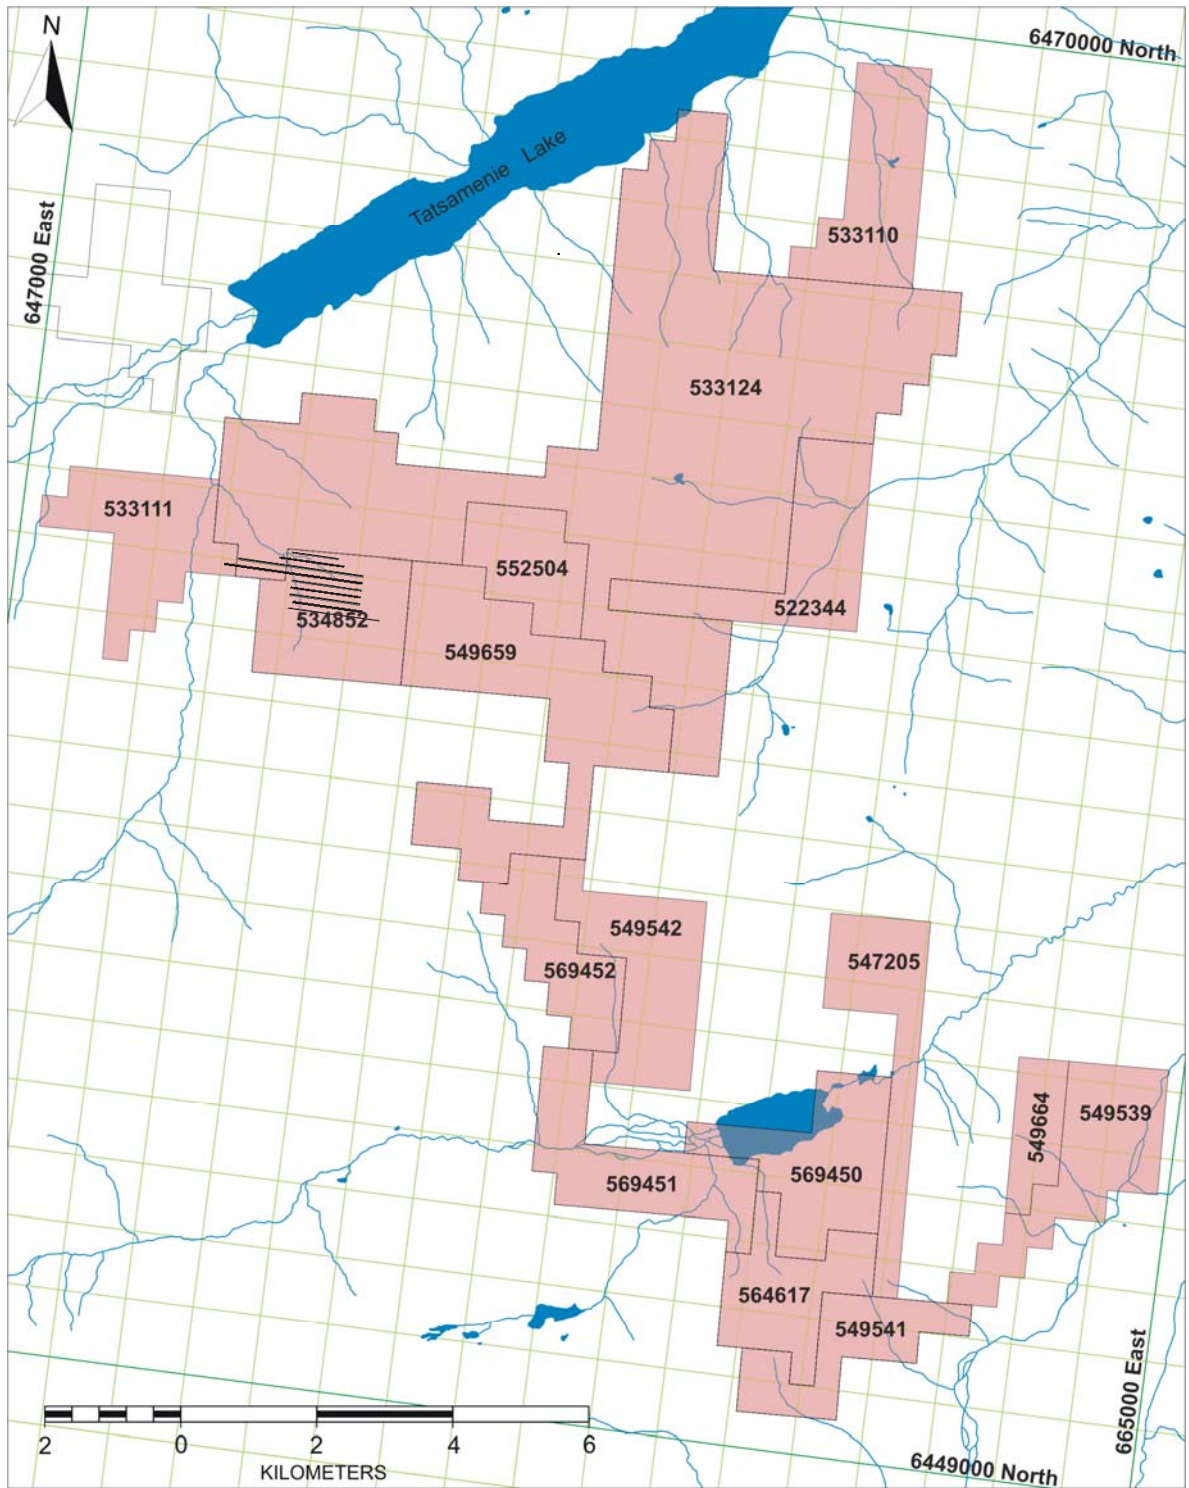 N
6470000 North
Tatsamenie Lake
533110
647000 East
533124
533111
552504
522344
534852
549659
549542
547205
569452
549664
549539
569450
569451
564617
549541
665000 East
2 0 2 4 6
KILOMETERS
6449000 North